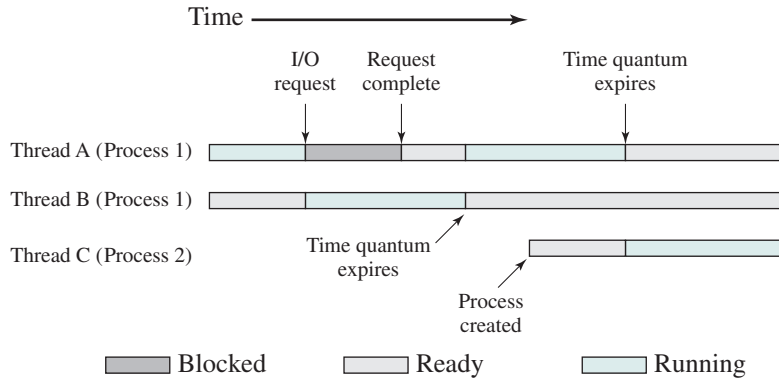 Time
I/O
request
Request
complete
Time quantum
expires
Thread A (Process 1)
Thread B (Process 1)
Thread C (Process 2)
Time quantum
expires
Process
created
Blocked
Ready
Running